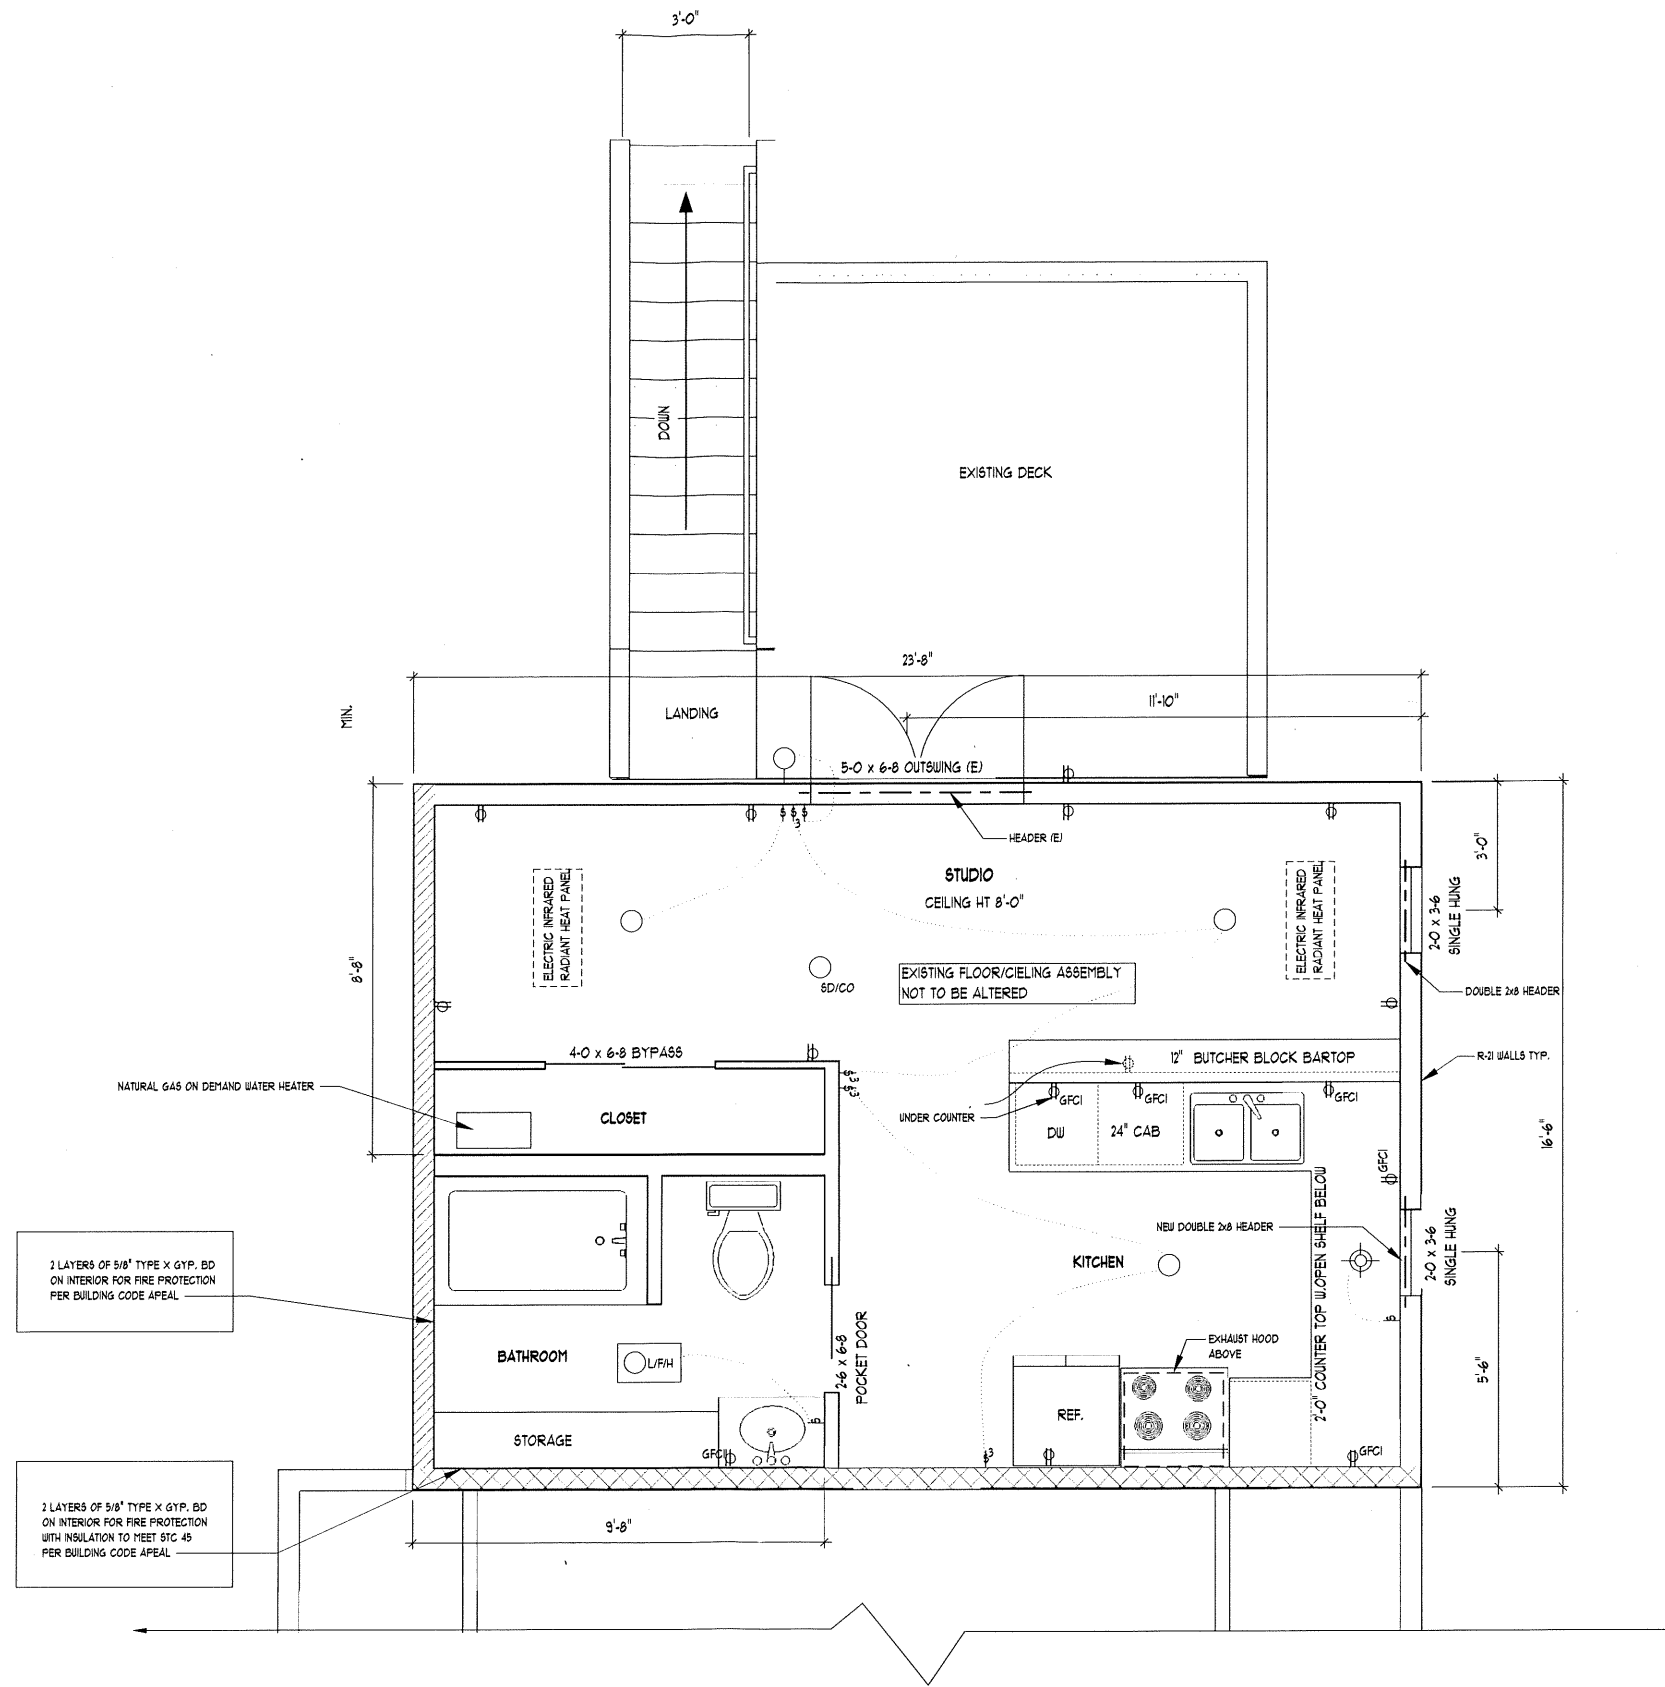 3'-0"
DOWN
EXISTING DECK
23'-8"
11'-10"
LANDING
MIN.
5-0 x 6-8 OUTSWING (E)
HEADER (E)
3'-0"
STUDIO
CEILING HT 8'-0"
ELECTRIC INFRARED
RADIANT HEAT PANEL
ELECTRIC INFRARED
RADIANT HEAT PANEL
2-0 x 3-6
SINGLE HUNG
8'-8"
SD/CO
EXISTING FLOOR/CIELING ASSEMBLY
NOT TO BE ALTERED
DOUBLE 2x8 HEADER
4-0 x 6-8 BYPASS
12" BUTCHER BLOCK BARTOP
R-21 WALLS TYP.
NATURAL GAS ON DEMAND WATER HEATER
CLOSET
UNDER COUNTER
GFCI
GFCI
GFCI
DW
24" CAB
16'-6"
GFCI
2 LAYERS OF 5/8" TYPE X GYP. BD
ON INTERIOR FOR FIRE PROTECTION
PER BUILDING CODE APEAL
NEW DOUBLE 2x8 HEADER
KITCHEN
2'-0" COUNTER TOP W.OPEN SHELF BELOW
2-0 x 3-6
SINGLE HUNG
BATHROOM
L/F/H
2-6 x 6-8
POCKET DOOR
EXHAUST HOOD
ABOVE
5'-6"
REF.
STORAGE
GFCI
3
GFCI
2 LAYERS OF 5/8" TYPE X GYP. BD
ON INTERIOR FOR FIRE PROTECTION
WITH INSULATION TO MEET STC 45
PER BUILDING CODE APEAL
9'-8"